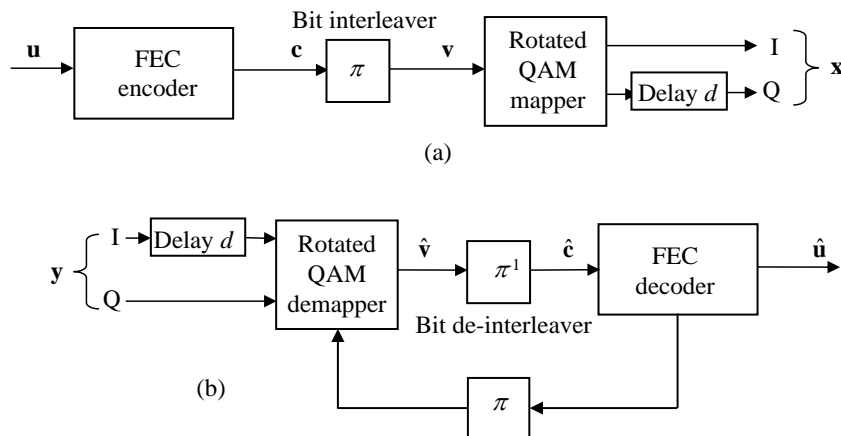 Bit interleaver
u
FEC
encoder
c
π
v
Rotated
QAM
mapper
I
Delay d
Q
x
(a)
y
I
Delay d
Q
Rotated
QAM
demapper
v̂
π¹
ĉ
FEC
decoder
û
Bit de-interleaver
π
(b)